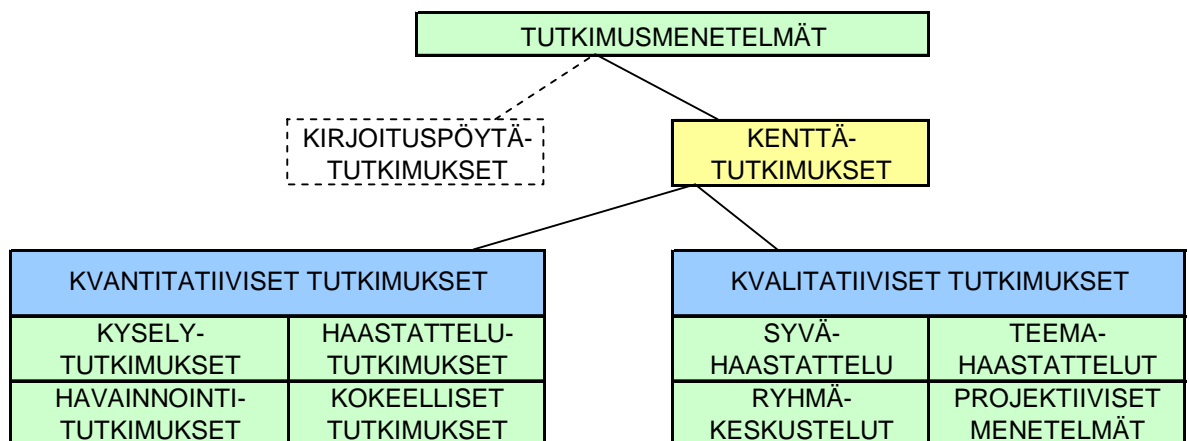 TUTKIMUSMENETELMÄT
KIRJOITUSPÖYTÄ-
TUTKIMUKSET
KENTTÄ-
TUTKIMUKSET
KVANTITATIIVISET TUTKIMUKSET
KYSELY-
TUTKIMUKSET
HAASTATTELU-
TUTKIMUKSET
HAVAINNOINTI-
TUTKIMUKSET
KOKEELLISET
TUTKIMUKSET
KVALITATIIVISET TUTKIMUKSET
SYVÄ-
HAASTATTELU
TEEMA-
HAASTATTELUT
RYHMÄ-
KESKUSTELUT
PROJEKTIIVISET
MENETELMÄT